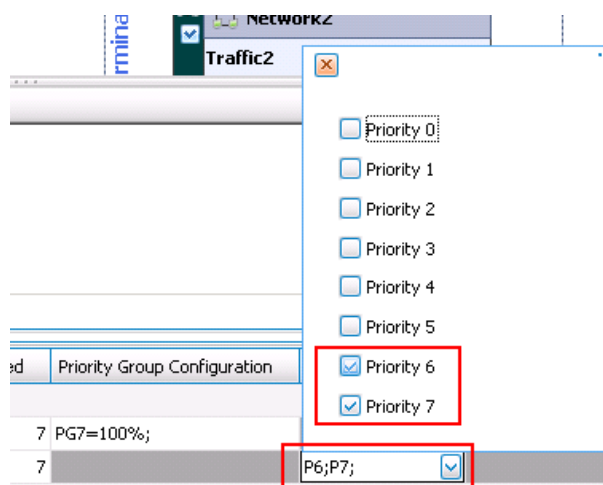 rmina
Network2
Traffic2
Priority 0
Priority 1
Priority 2
Priority 3
Priority 4
Priority 5
Priority 6
Priority 7
ed
Priority Group Configuration
7 PG7=100%;
7
P6;P7;